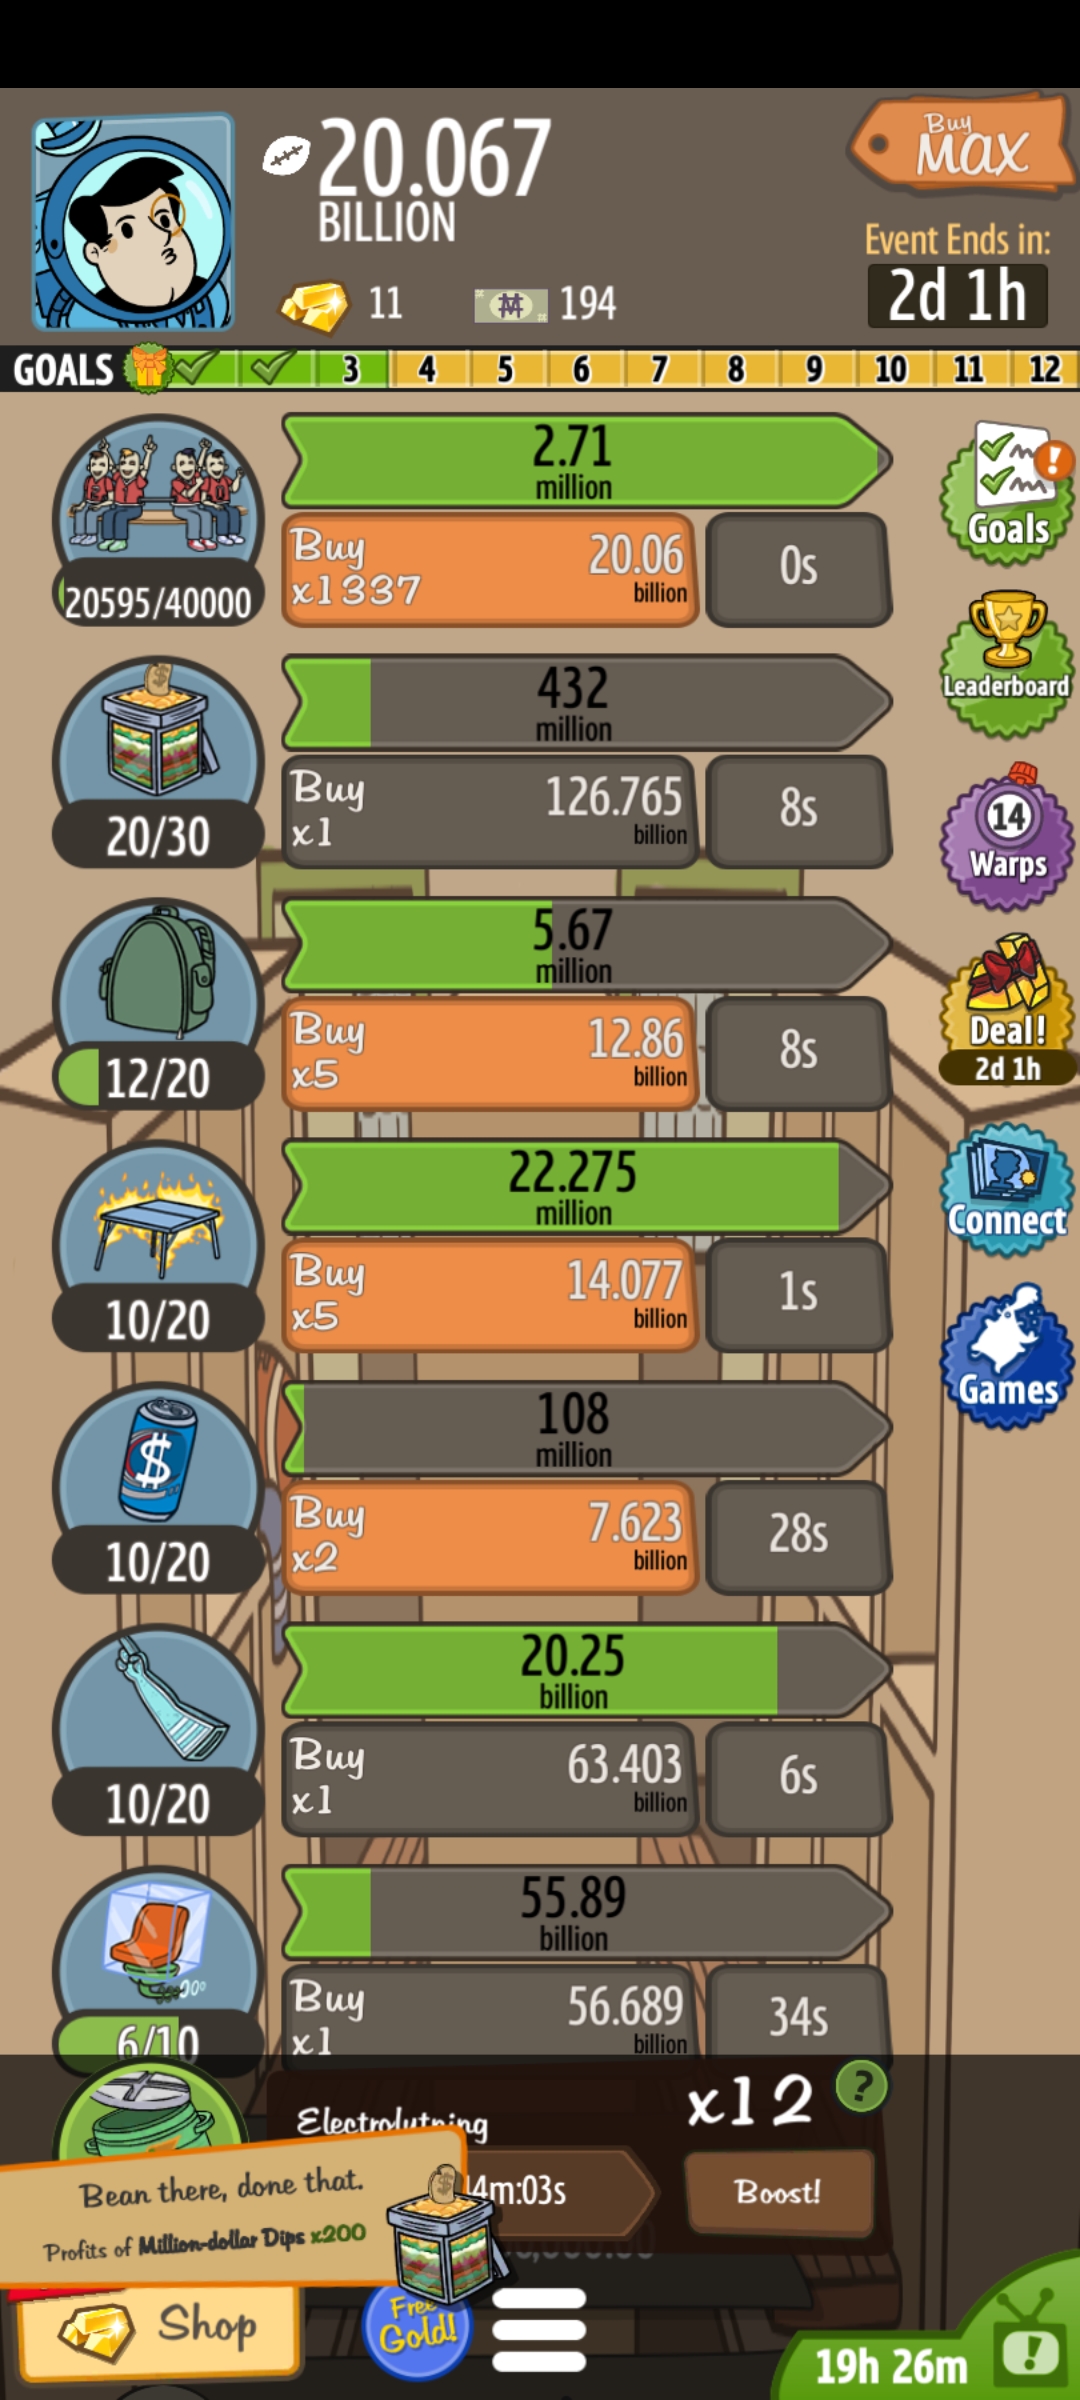 20.067
BILLION
Buy
MAX
11
194
Event Ends in:
2d 1h
GOALS 3 4 5 6 7 8 9 10 11 12
2.71
million
Buy
x1337
20.06
billion
0s
20595/40000
Goals
Leaderboard
432
million
Buy
x1
126.765
billion
8s
20/30
14
Warps
5.67
million
Buy
x5
12.86
billion
8s
12/20
Deal!
2d 1h
22.275
million
Buy
x5
14.077
billion
1s
10/20
Connect
108
million
Buy
x2
7.623
billion
28s
10/20
Games
20.25
billion
Buy
x1
63.403
billion
6s
10/20
55.89
billion
Buy
x1
56.689
billion
34s
6/10
x12
?
4m:03s
Boost!
Bean there, done that.
Profits of Million-dollar Dips x200
Shop
Free
Gold!
19h 26m